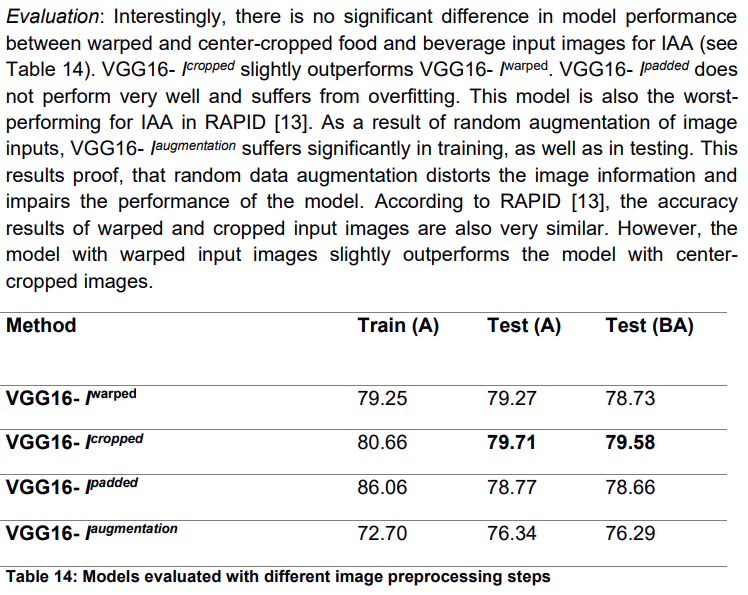 Evaluation: Interestingly, there is no significant difference in model performance
between warped and center-cropped food and beverage input images for IAA (see
Table 14). VGG16- Icropped slightly outperforms VGG16- Iwarped. VGG16- Ipadded does
not perform very well and suffers from overfitting. This model is also the worst-
performing for IAA in RAPID [13]. As a result of random augmentation of image
inputs, VGG16- Iaugmentation suffers significantly in training, as well as in testing. This
results proof, that random data augmentation distorts the image information and
impairs the performance of the model. According to RAPID [13], the accuracy
results of warped and cropped input images are also very similar. However, the
model with warped input images slightly outperforms the model with center-
cropped images.
Method Train (A) Test (A) Test (BA)
VGG16- Iwarped 79.25 79.27 78.73
VGG16- Icropped 80.66 79.71 79.58
VGG16- Ipadded 86.06 78.77 78.66
VGG16- Iaugmentation 72.70 76.34 76.29
Table 14: Models evaluated with different image preprocessing steps